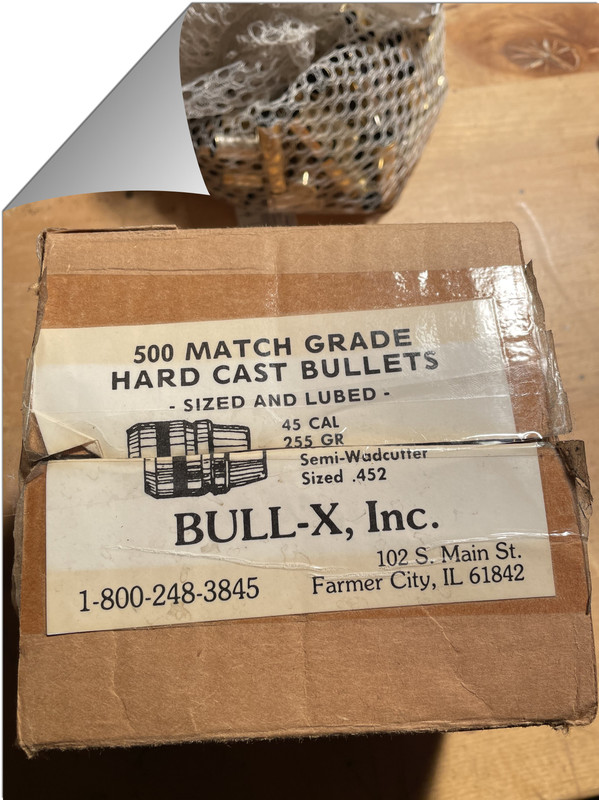 500 MATCH GRADE
HARD CAST BULLETS
- SIZED AND LUBED -
45 CAL
255 GR
Semi-Wadcutter
Sized .452
BULL-X, Inc.
102 S. Main St.
1-800-248-3845 Farmer City, IL 61842